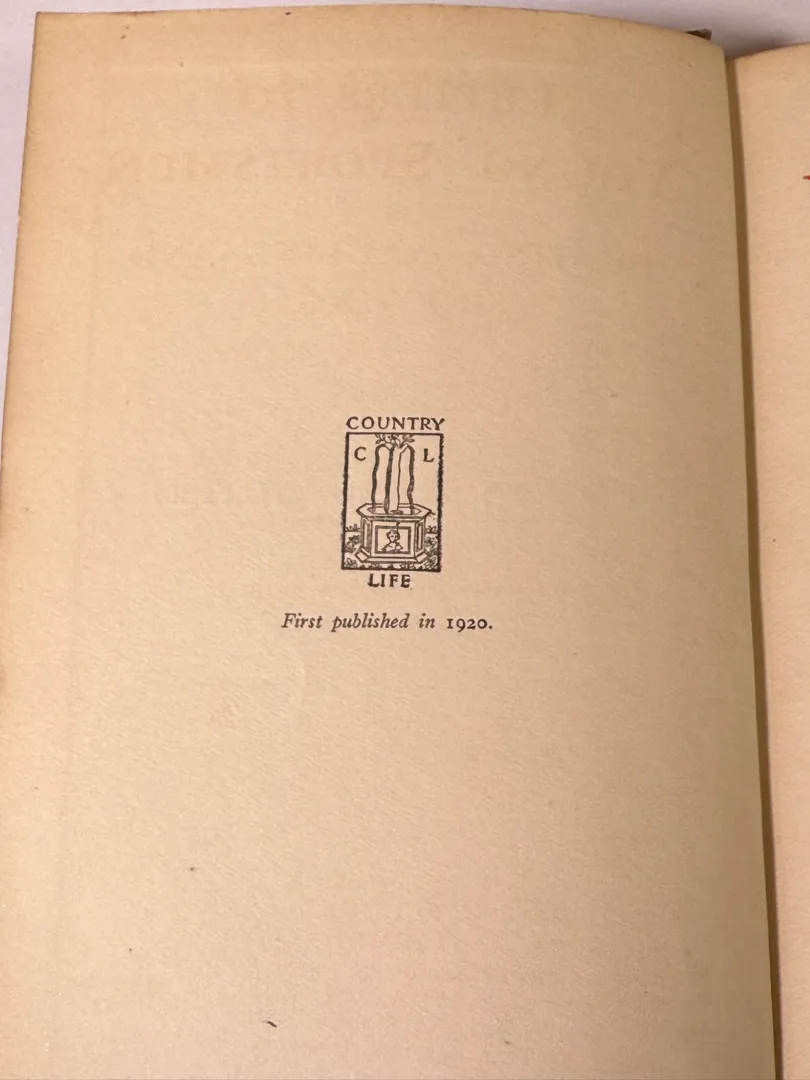 COUNTRY
C L
LIFE
First published in 1920.